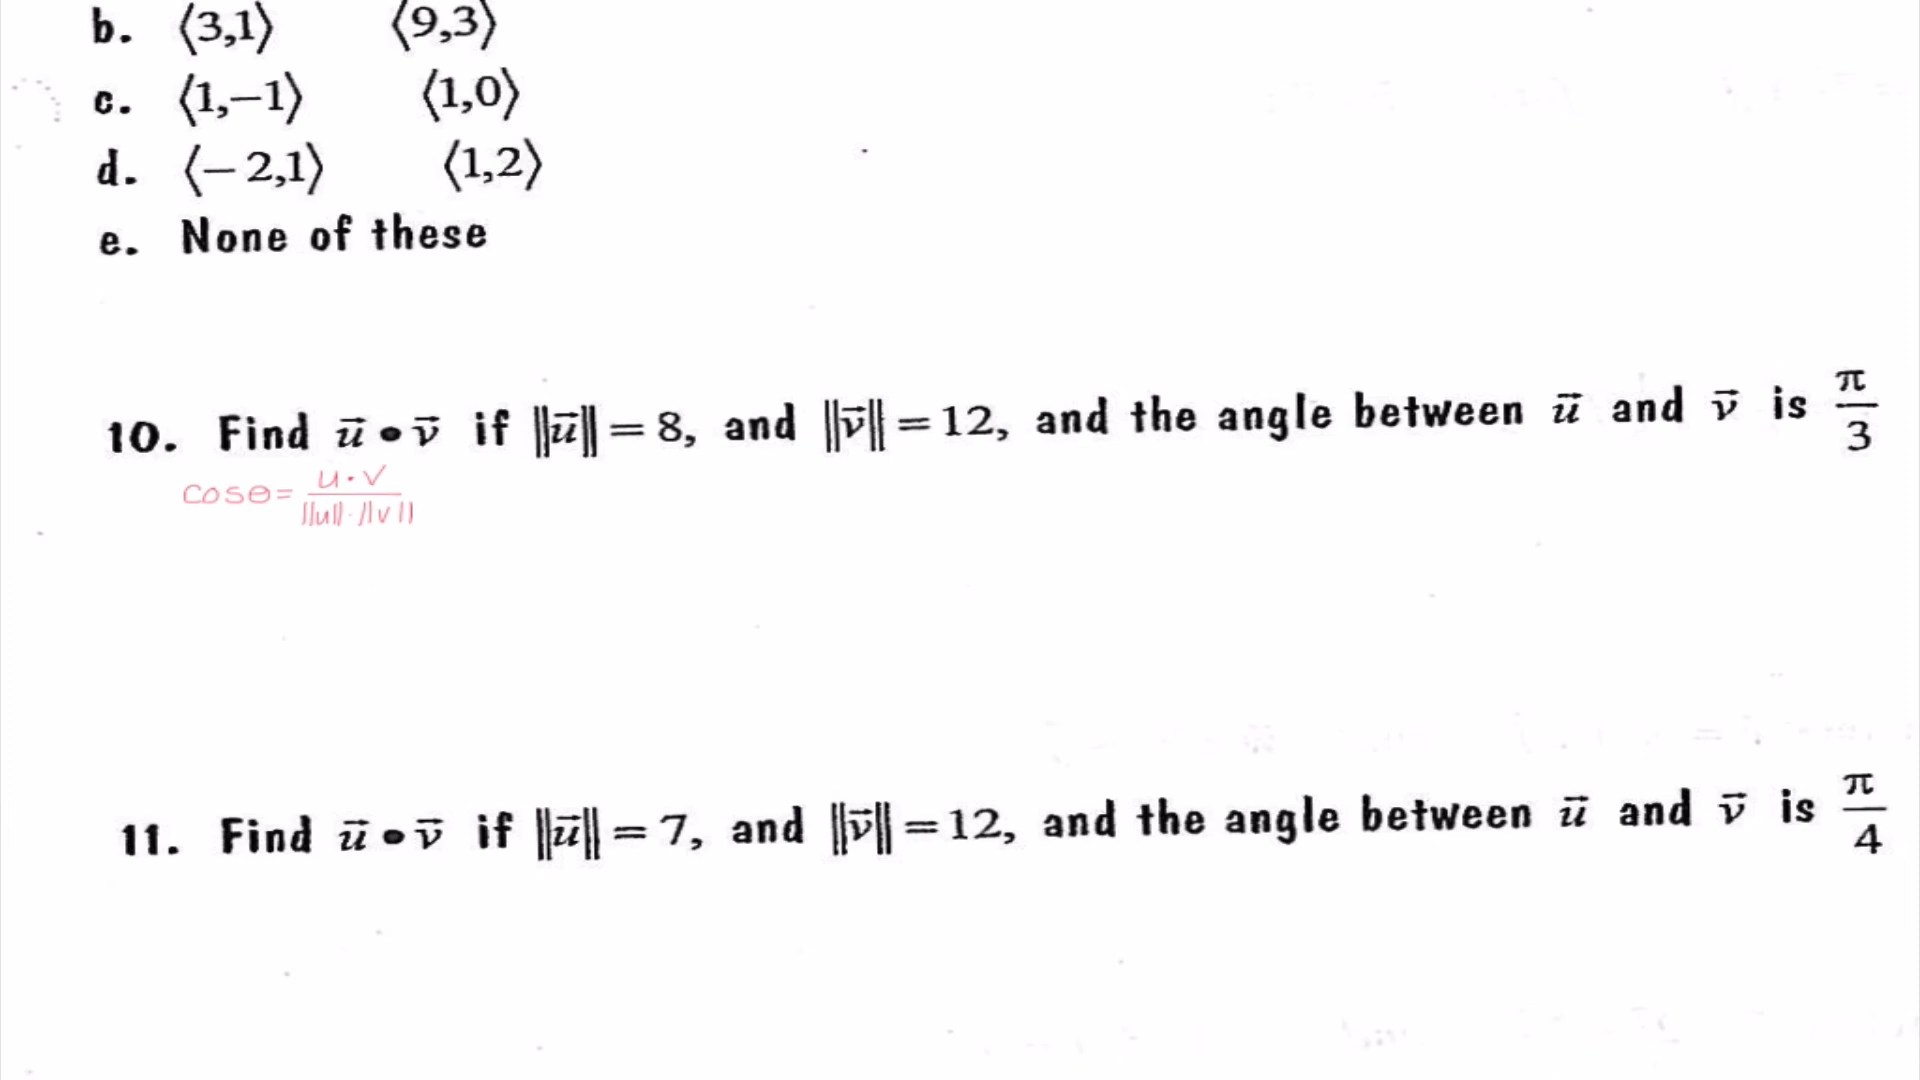 b. ⟨3,1⟩ ⟨9,3⟩
c. ⟨1,−1⟩ ⟨1,0⟩
d. ⟨−2,1⟩ ⟨1,2⟩
e. None of these
10. Find u⃗ • v⃗ if ‖u⃗‖ = 8, and ‖v⃗‖ = 12, and the angle between u⃗ and v⃗ is π/3
cosθ = u·v / ||u||·||v||
11. Find u⃗ • v⃗ if ‖u⃗‖ = 7, and ‖v⃗‖ = 12, and the angle between u⃗ and v⃗ is π/4